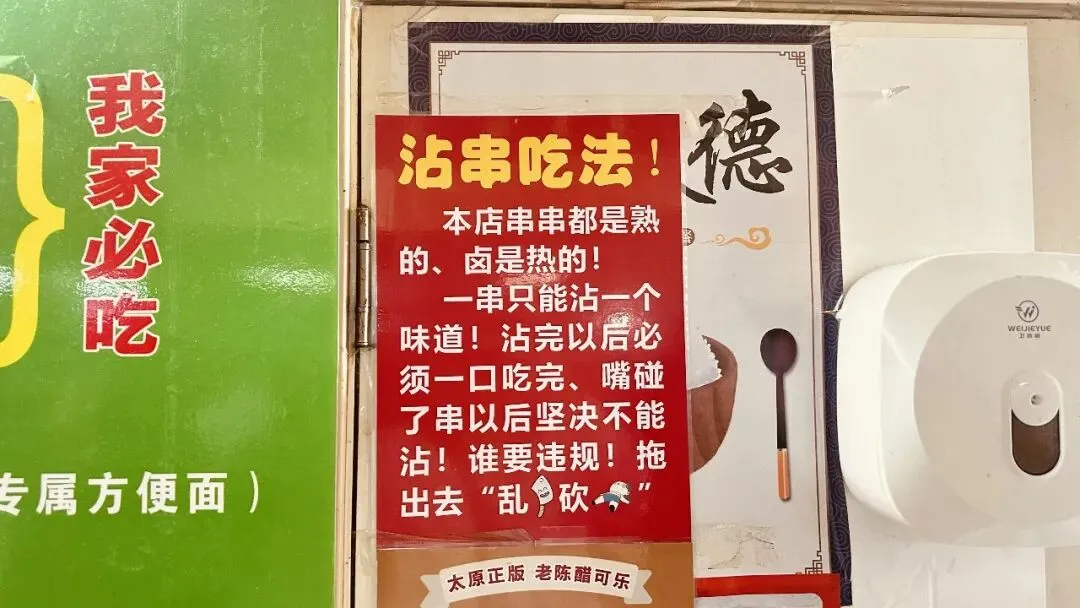 我家必吃
专属方便面）
沾串吃法！
本店串串都是熟
的、卤是热的！
一串只能沾一个
味道！沾完以后必
须一口吃完、嘴碰
了串以后坚决不能
沾！谁要违规！拖
出去“乱砍”
太原正版 老陈醋可乐
德
WEIJIEYUE